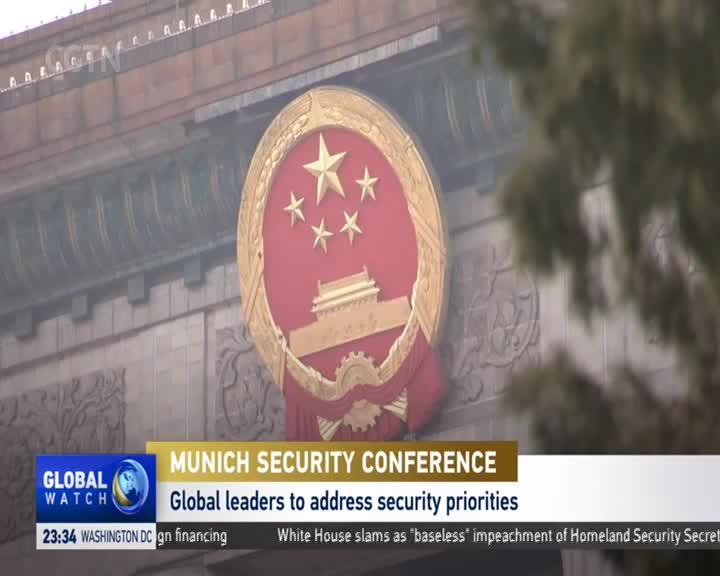 CGTN
MUNICH SECURITY CONFERENCE
GLOBAL
WATCH
Global leaders to address security priorities
23:34 WASHINGTON DC
ign financing White House slams as "baseless" impeachment of Homeland Security Secret